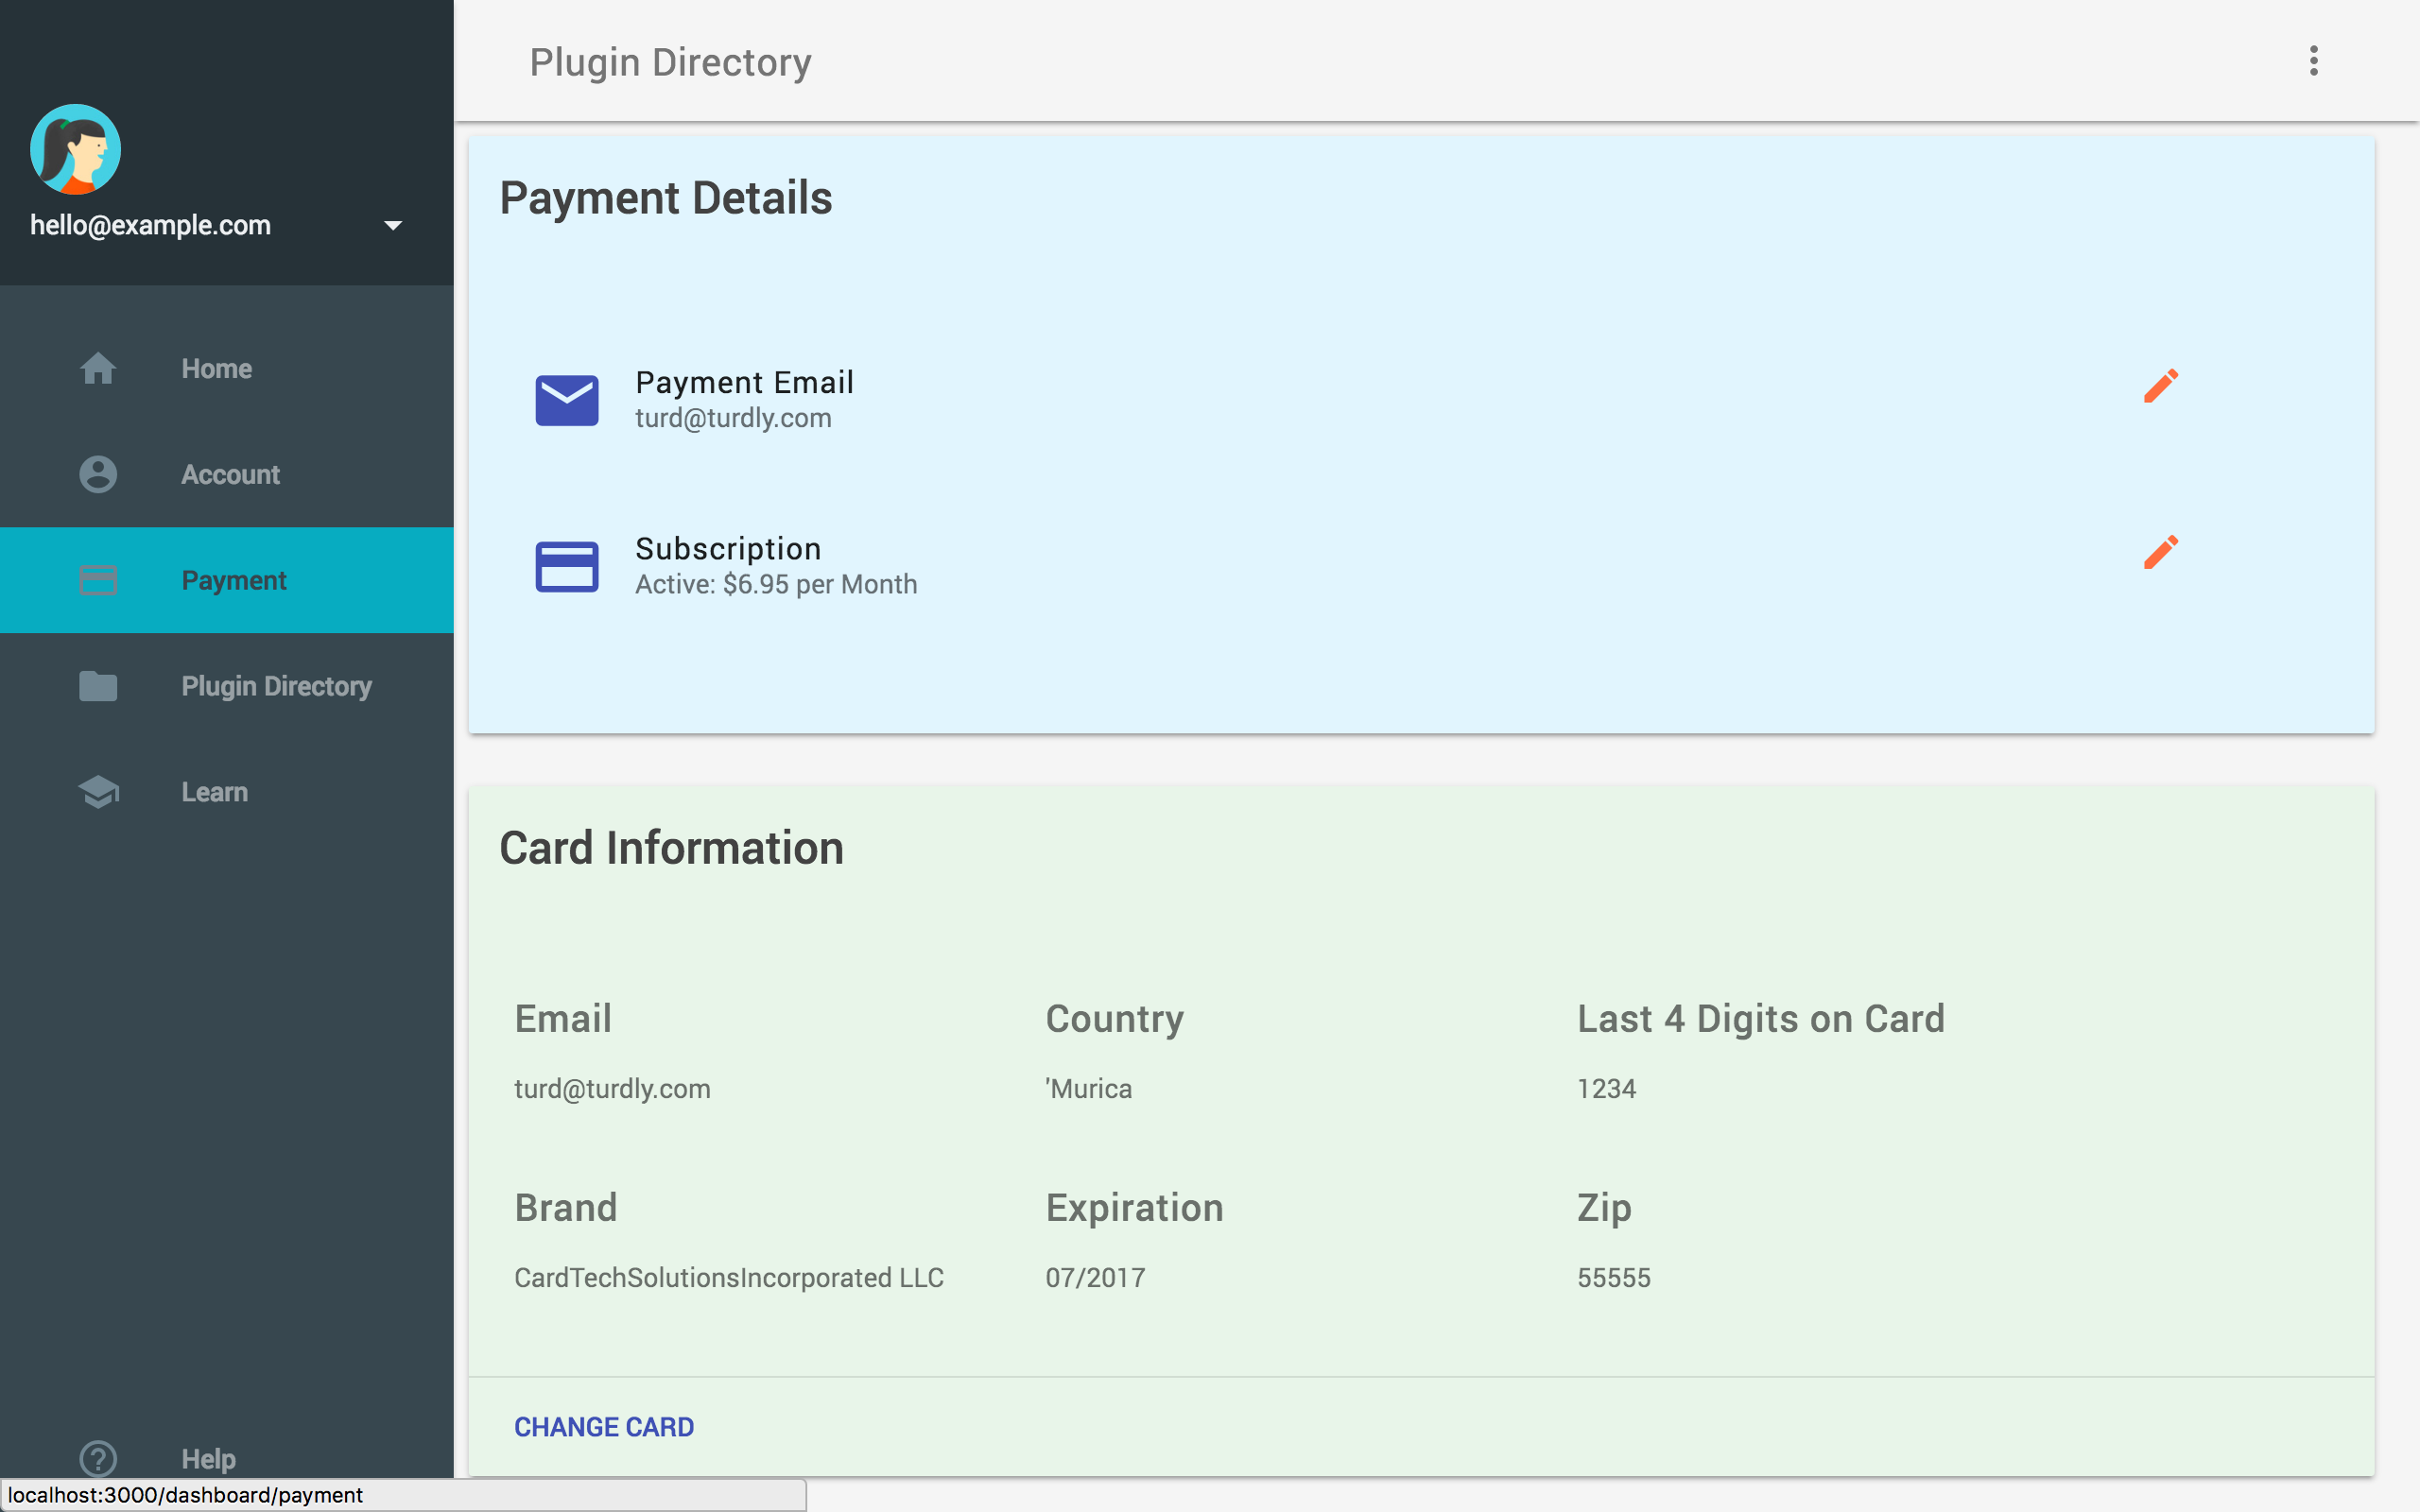 hello@example.com
Home
Account
Payment
Plugin Directory
Learn
Help
localhost:3000/dashboard/payment
Plugin Directory
Payment Details
Payment Email
turd@turdly.com
Subscription
Active: $6.95 per Month
Card Information
Email
turd@turdly.com
Country
'Murica
Last 4 Digits on Card
1234
Brand
CardTechSolutionsIncorporated LLC
Expiration
07/2017
Zip
55555
CHANGE CARD